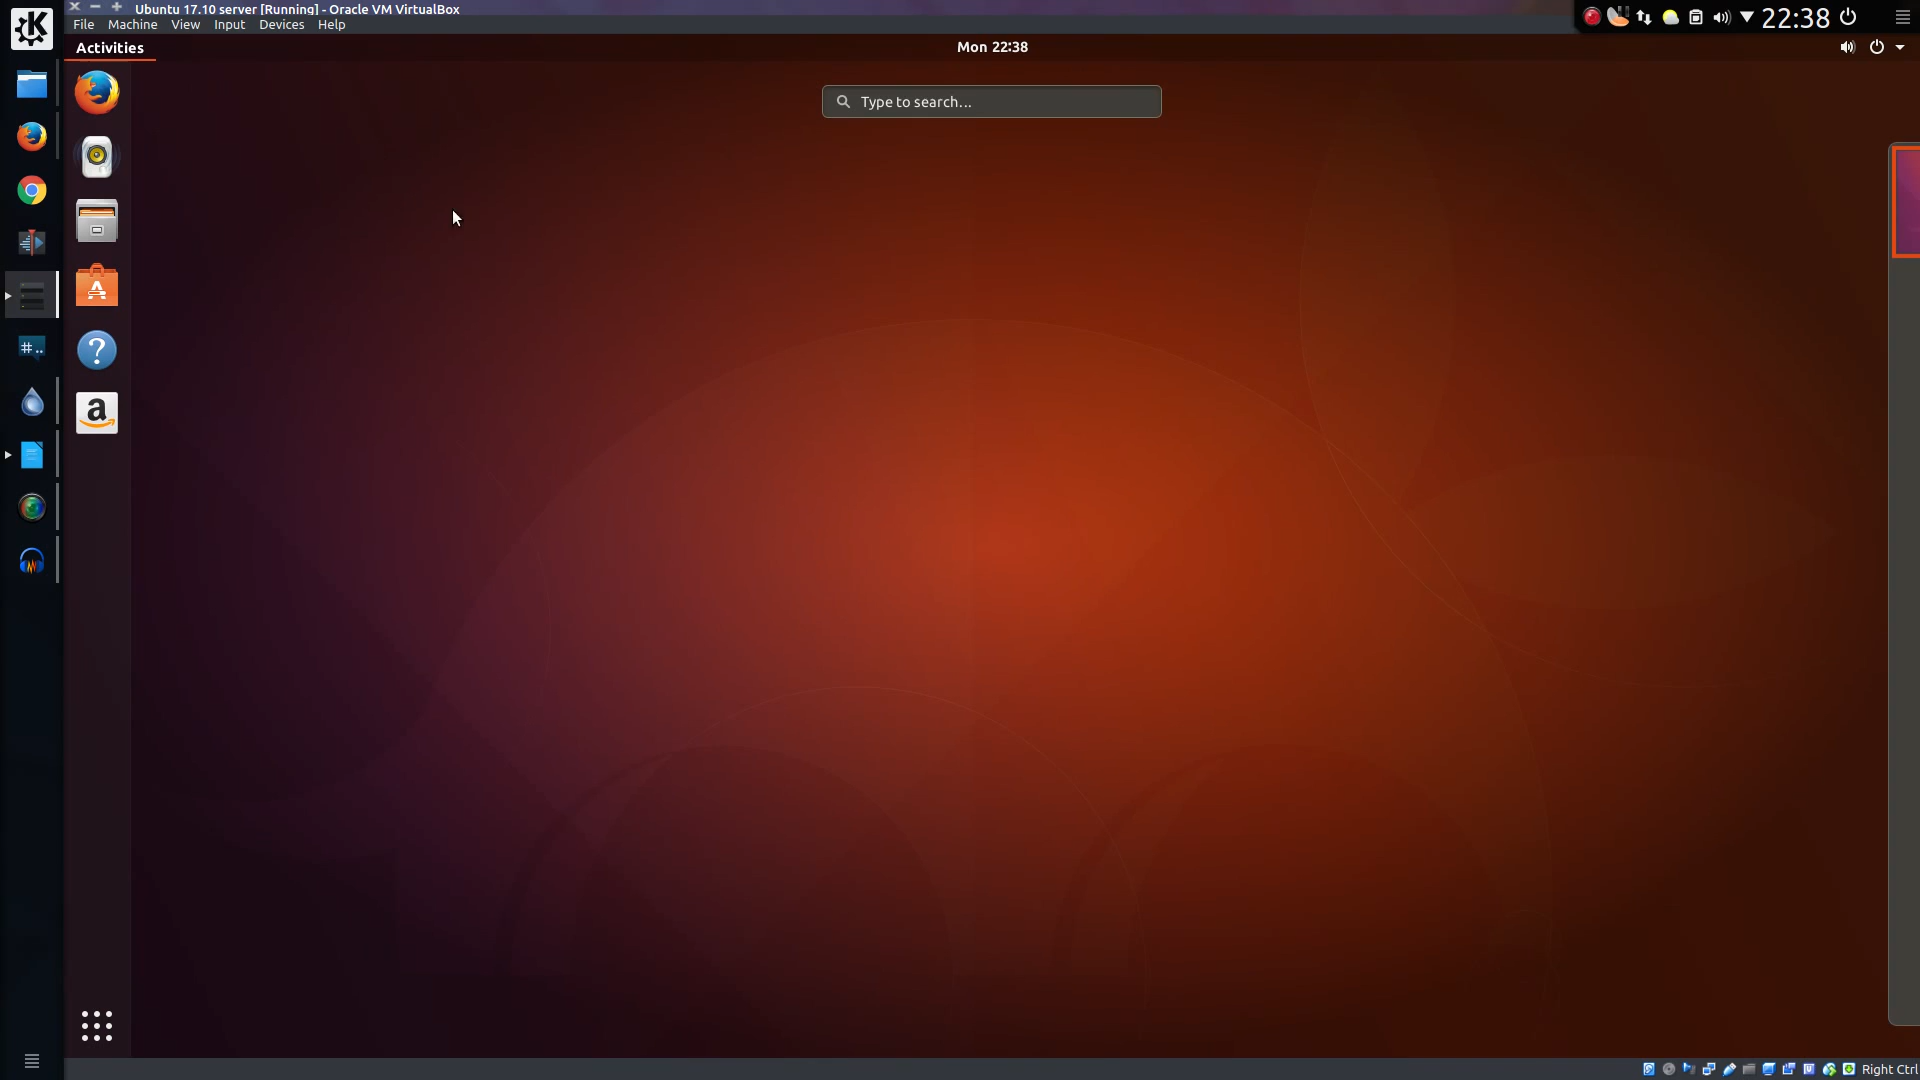 Ubuntu 17.10 server [Running] - Oracle VM VirtualBox
File Machine View Input Devices Help
22:38
Activities
Mon 22:38
Type to search...
#..
?
a
Right Ctrl